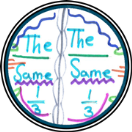 The The
Same Same
1/3 1/3